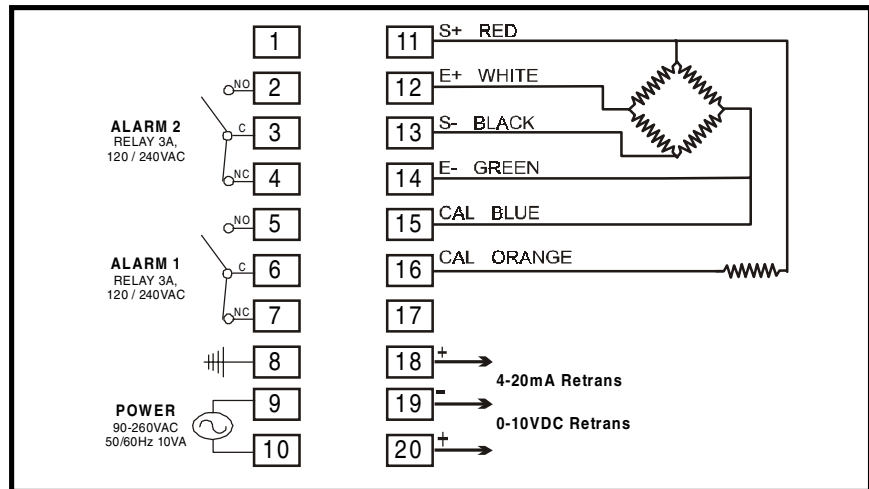 1
2
3
4
5
6
7
8
9
10
NO
C
NC
ALARM 2
RELAY 3A,
120 / 240VAC
NO
C
NC
ALARM 1
RELAY 3A,
120 / 240VAC
POWER
90-260VAC
50/60Hz 10VA
11 S+ RED
12 E+ WHITE
13 S- BLACK
14 E- GREEN
15 CAL BLUE
16 CAL ORANGE
17
18 +
4-20mA Retrans
19 -
0-10VDC Retrans
20 +